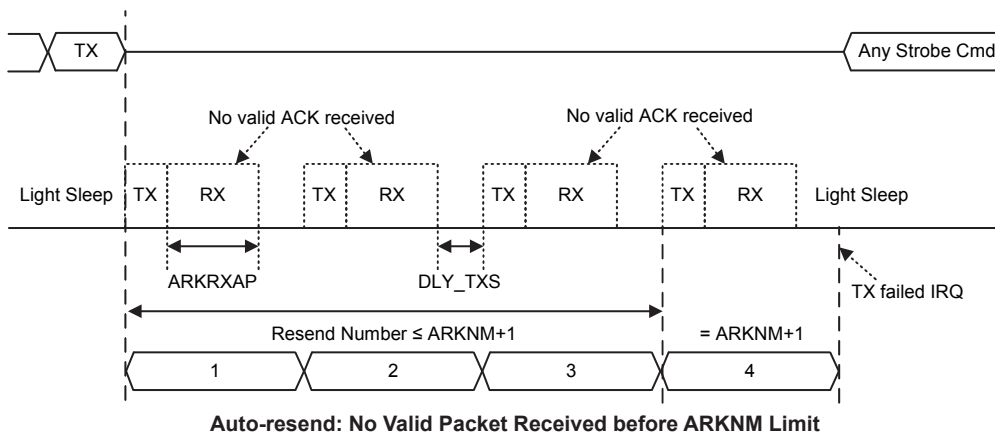 TX
Any Strobe Cmd
No valid ACK received
No valid ACK received
Light Sleep
TX
RX
TX
RX
TX
RX
TX
RX
Light Sleep
ARKRXAP
DLY_TXS
TX failed IRQ
Resend Number ≤ ARKNM+1
= ARKNM+1
1
2
3
4
Auto-resend: No Valid Packet Received before ARKNM Limit